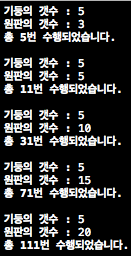 기둥의 갯수 : 5
원판의 갯수 : 3
총 5번 수행되었습니다.
기둥의 갯수 : 5
원판의 갯수 : 5
총 11번 수행되었습니다.
기둥의 갯수 : 5
원판의 갯수 : 10
총 31번 수행되었습니다.
기둥의 갯수 : 5
원판의 갯수 : 15
총 71번 수행되었습니다.
기둥의 갯수 : 5
원판의 갯수 : 20
총 111번 수행되었습니다.